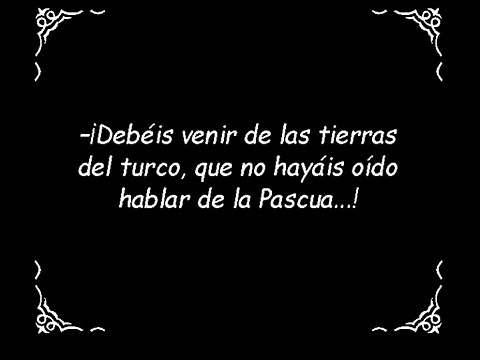 -¡Debéis venir de las tierras
del turco, que no hayáis oído
hablar de la Pascua...!